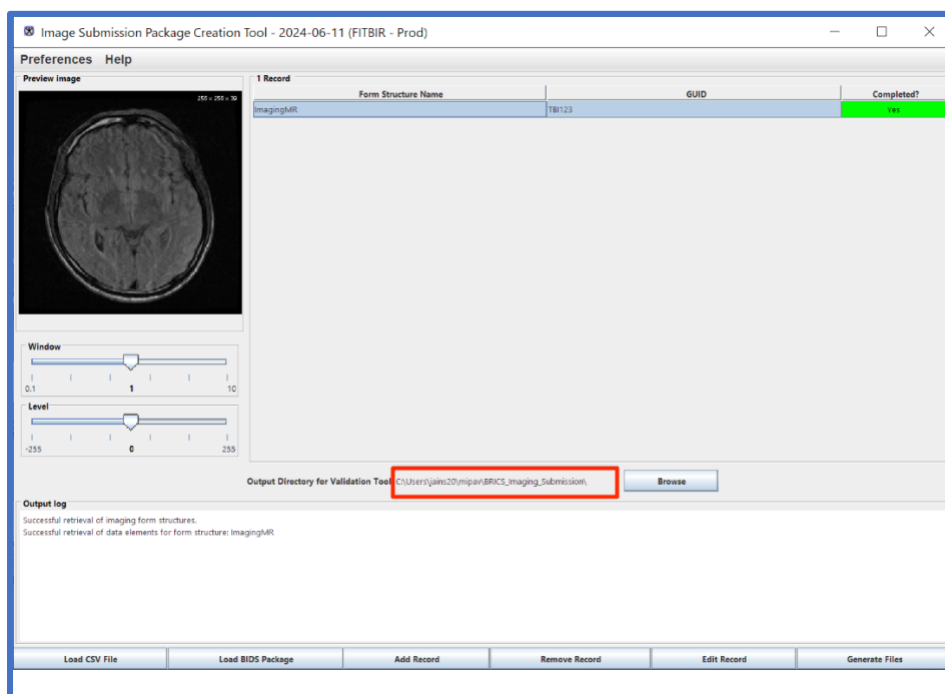 Image Submission Package Creation Tool - 2024-06-11 (FITBIR - Prod)
Preferences Help
Preview image
1 Record
256 × 256 × 39
Form Structure Name GUID Completed?
ImagingMR TBI123 Yes
Window
0.1 1 10
Level
-255 0 255
Output Directory for Validation Tool C:\Users\jains20\mipav\BRICS_Imaging_Submission\ Browse
Output log
Successful retrieval of imaging form structures.
Successful retrieval of data elements for form structure: ImagingMR
Load CSV File Load BIDS Package Add Record Remove Record Edit Record Generate Files